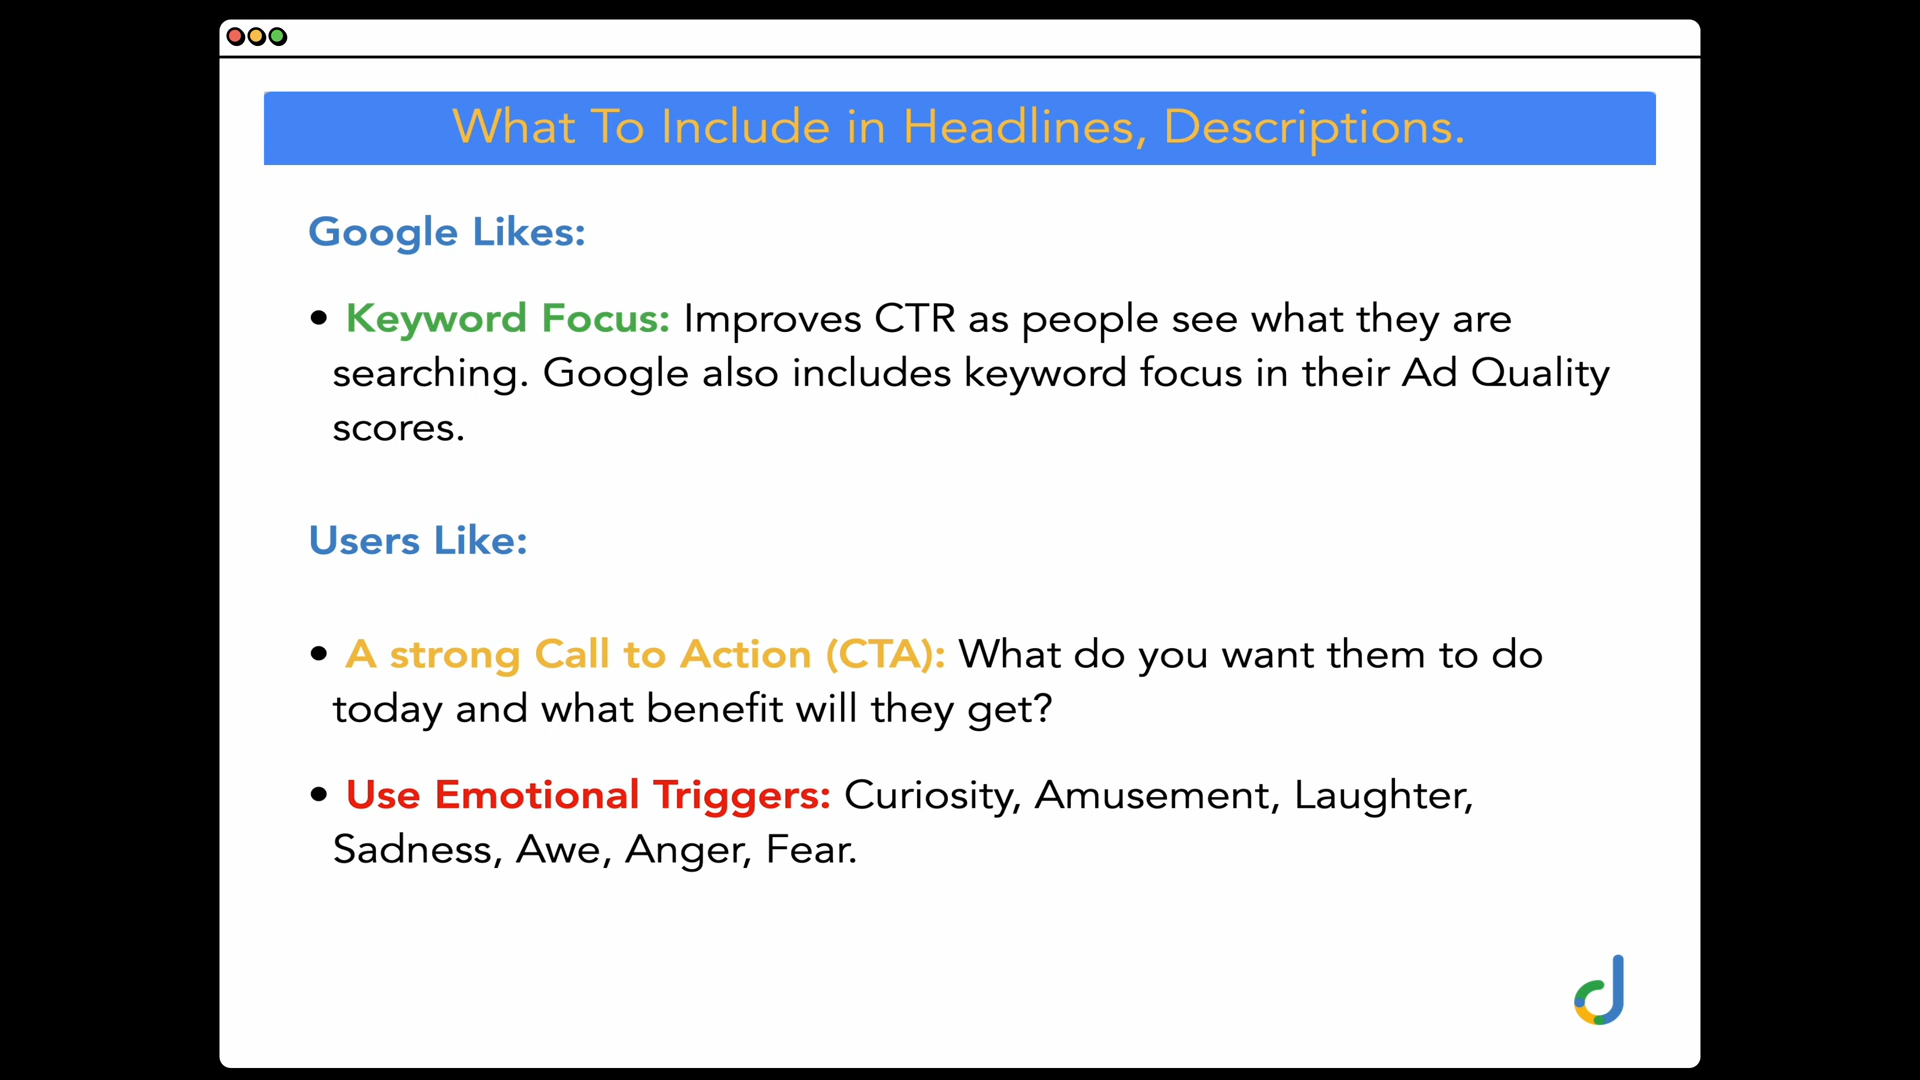 What To Include in Headlines, Descriptions.
Google Likes:
• Keyword Focus: Improves CTR as people see what they are
searching. Google also includes keyword focus in their Ad Quality
scores.
Users Like:
• A strong Call to Action (CTA): What do you want them to do
today and what benefit will they get?
• Use Emotional Triggers: Curiosity, Amusement, Laughter,
Sadness, Awe, Anger, Fear.